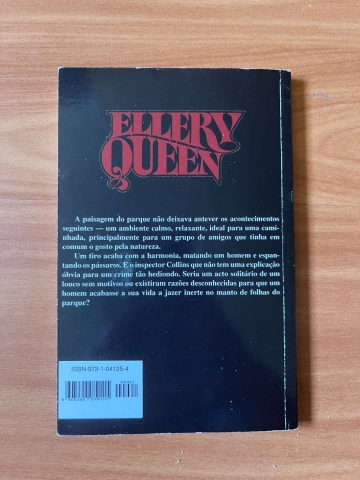 ELLERY
QUEEN
A paisagem do parque não deixava antever os acontecimentos
seguintes — um ambiente calmo, relaxante, ideal para uma cami-
nhada, principalmente para um grupo de amigos que tinha em
comum o gosto pela natureza.
Um tiro acaba com a harmonia, matando um homem e espan-
tando os pássaros. E o inspector Collins que não tem uma explicação
óbvia para um crime tão hediondo. Seria um acto solitário de um
louco sem motivos ou existiram razões desconhecidas para que um
homem acabasse a sua vida a jazer inerte no manto de folhas do
parque?
ISBN-972-1-04125-4